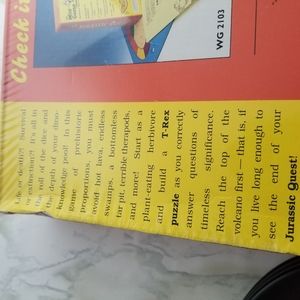 Check i
WG 2103
Life or death? Survival
or extinction? It's all in
the roll of the dice and
the depth of your dino-
knowledge pool! In this
game of prehistoric
proportions, you must
avoid hot lava, endless
swamps, a bottomless
tar pit, terrible therapods,
and more! Start as a
plant-eating herbivore
and build a T-Rex
puzzle as you correctly
answer questions of
timeless significance.
Reach the top of the
volcano first — that is, if
you live long enough to
see the end of your
Jurassic Quest!